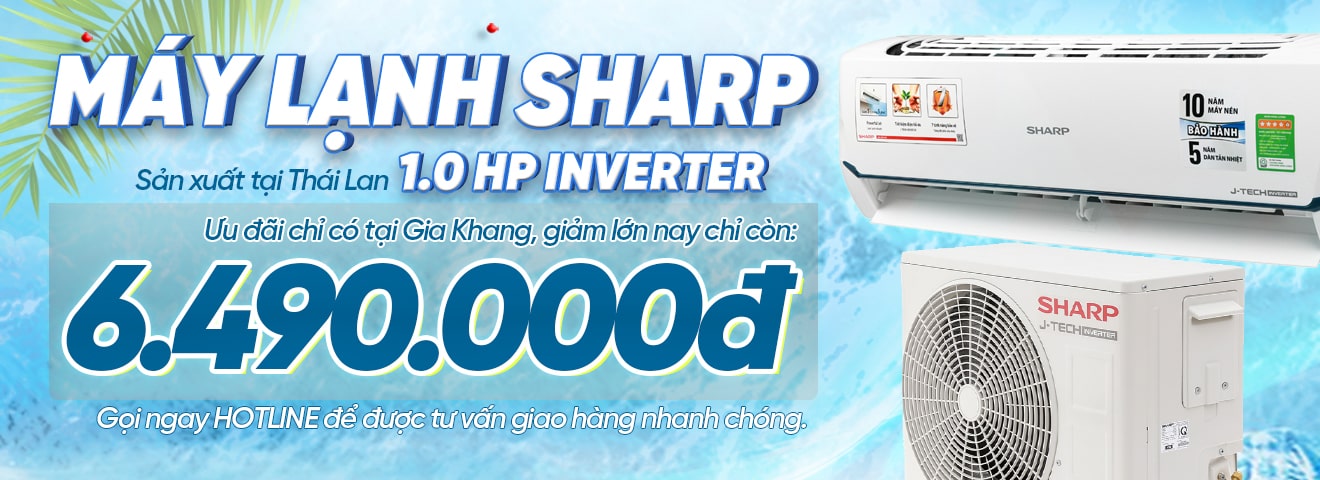 MÁY LẠNH SHARP
Sản xuất tại Thái Lan 1.0 HP INVERTER
Ưu đãi chỉ có tại Gia Khang, giảm lớn nay chỉ còn:
6.490.000đ
Gọi ngay HOTLINE để được tư vấn giao hàng nhanh chóng.
SHARP
10 NĂM MÁY NÉN
BẢO HÀNH
5 NĂM DÀN TẢN NHIỆT
J-TECH INVERTER
SHARP
J-TECH INVERTER